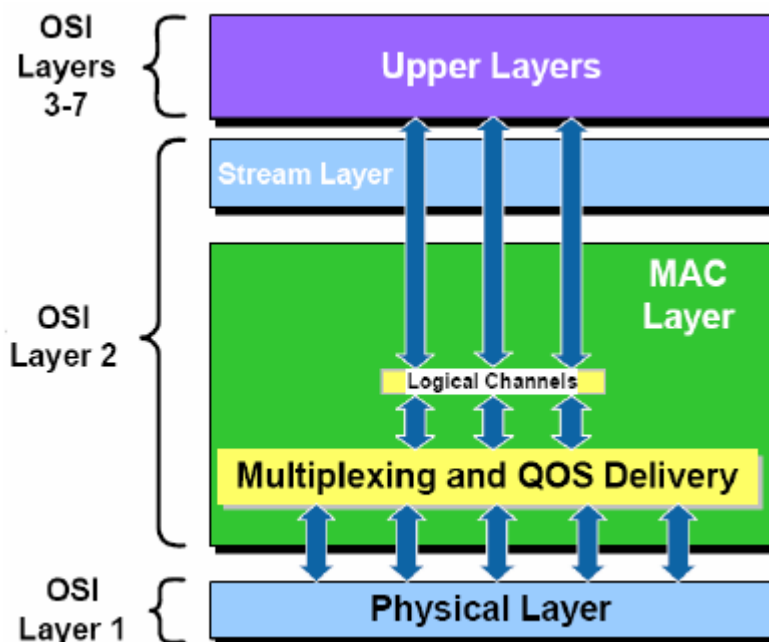 OSI
Layers
3-7
Upper Layers
Stream Layer
OSI
Layer 2
MAC
Layer
Logical Channels
Multiplexing and QOS Delivery
OSI
Layer 1
Physical Layer